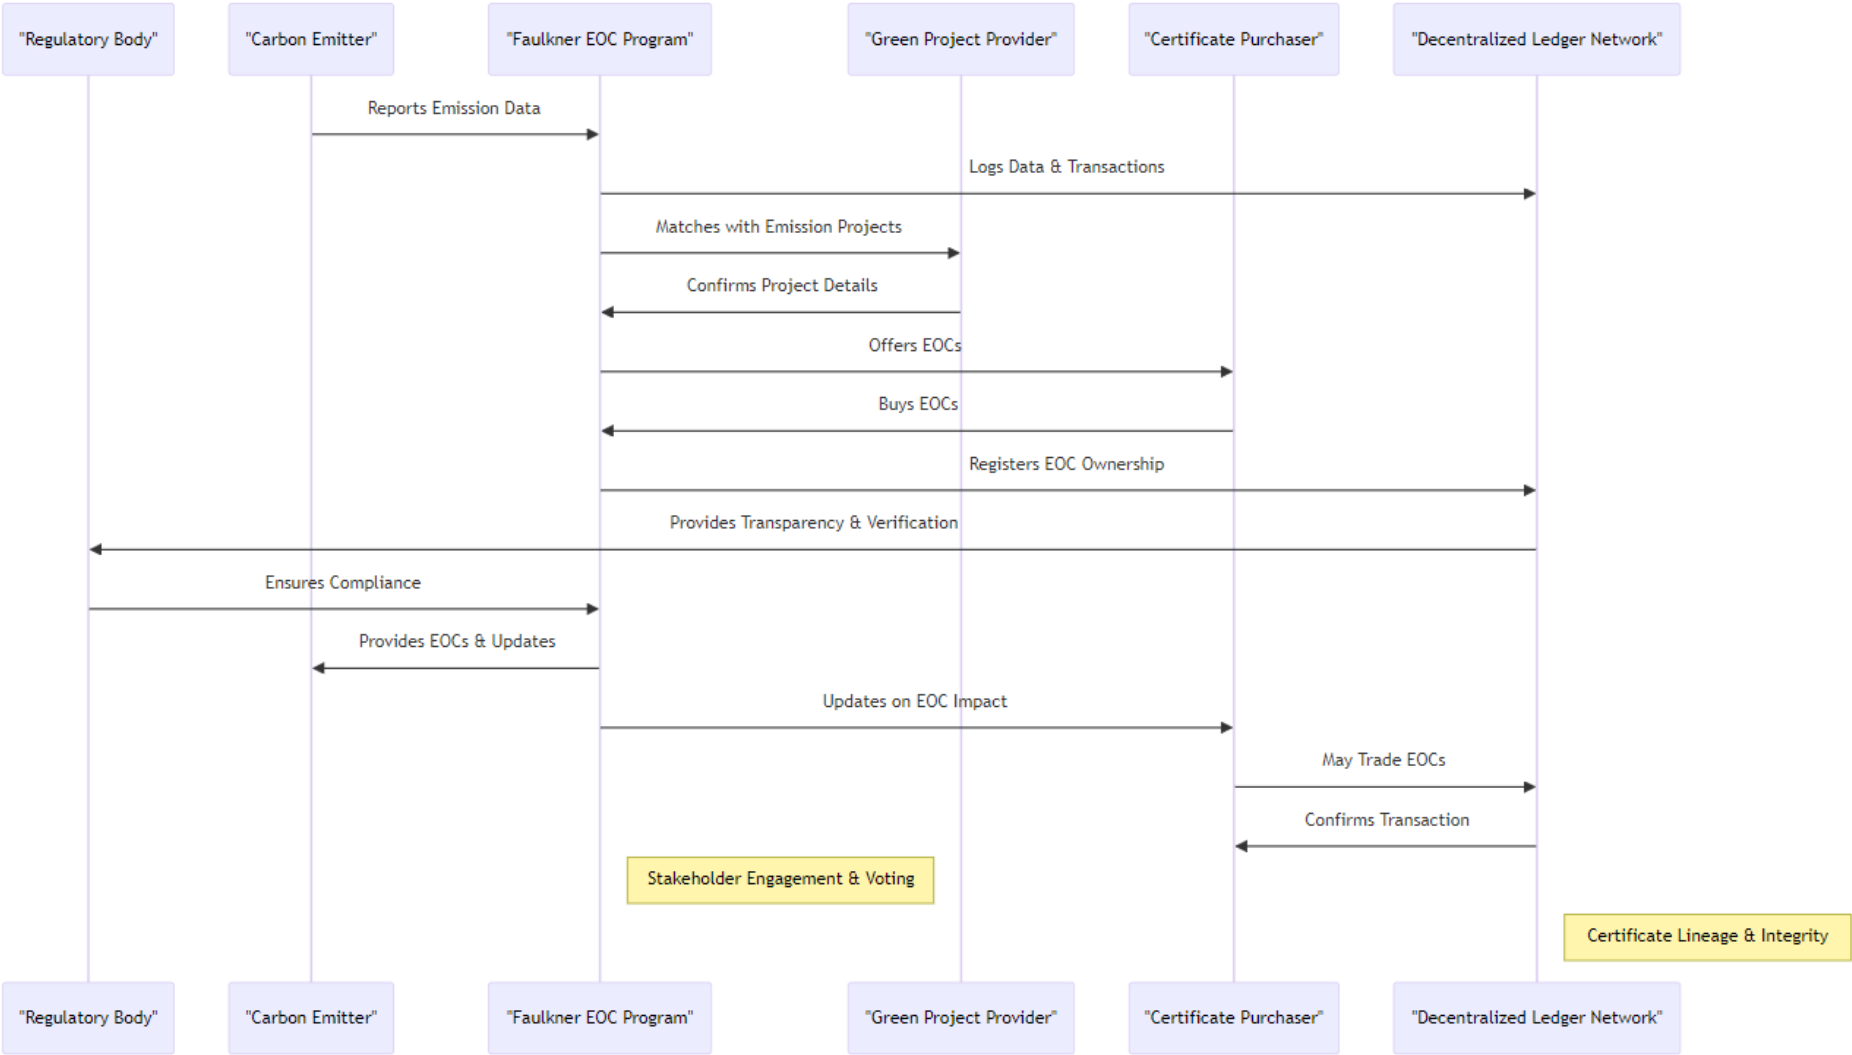 "Regulatory Body"
"Carbon Emitter"
"Faulkner EOC Program"
"Green Project Provider"
"Certificate Purchaser"
"Decentralized Ledger Network"
Reports Emission Data
Logs Data & Transactions
Matches with Emission Projects
Confirms Project Details
Offers EOCs
Buys EOCs
Registers EOC Ownership
Provides Transparency & Verification
Ensures Compliance
Provides EOCs & Updates
Updates on EOC Impact
May Trade EOCs
Confirms Transaction
Stakeholder Engagement & Voting
Certificate Lineage & Integrity
"Regulatory Body"
"Carbon Emitter"
"Faulkner EOC Program"
"Green Project Provider"
"Certificate Purchaser"
"Decentralized Ledger Network"